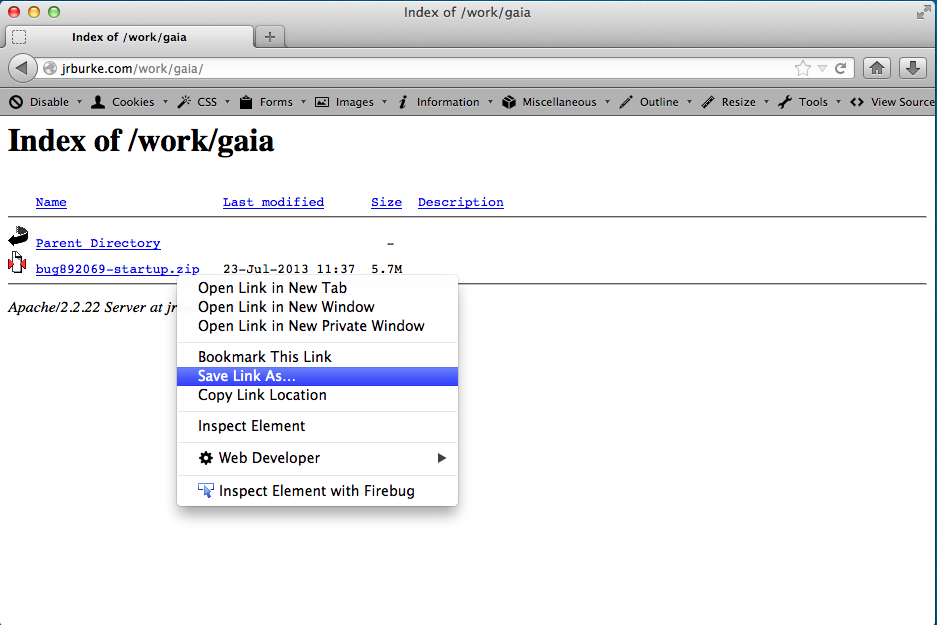 Index of /work/gaia
Index of /work/gaia
jrburke.com/work/gaia/
Disable Cookies CSS Forms Images Information Miscellaneous Outline Resize Tools View Source
Index of /work/gaia
Name Last modified Size Description
Parent Directory -
bug892069-startup.zip 23-Jul-2013 11:37 5.7M
Apache/2.2.22 Server at jr
Open Link in New Tab
Open Link in New Window
Open Link in New Private Window
Bookmark This Link
Save Link As...
Copy Link Location
Inspect Element
Web Developer
Inspect Element with Firebug